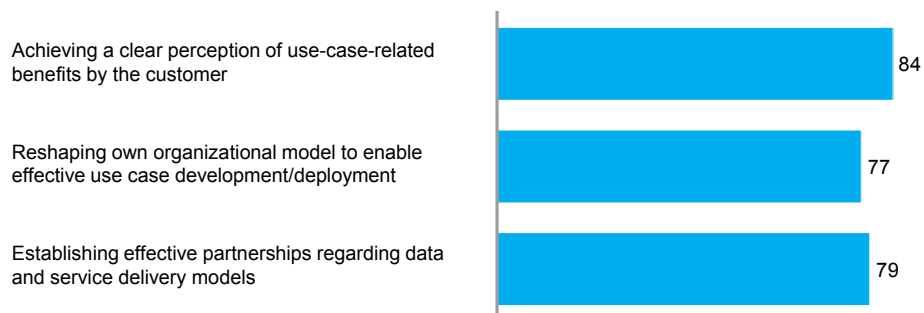 Achieving a clear perception of use-case-related
benefits by the customer
84
Reshaping own organizational model to enable
effective use case development/deployment
77
Establishing effective partnerships regarding data
and service delivery models
79